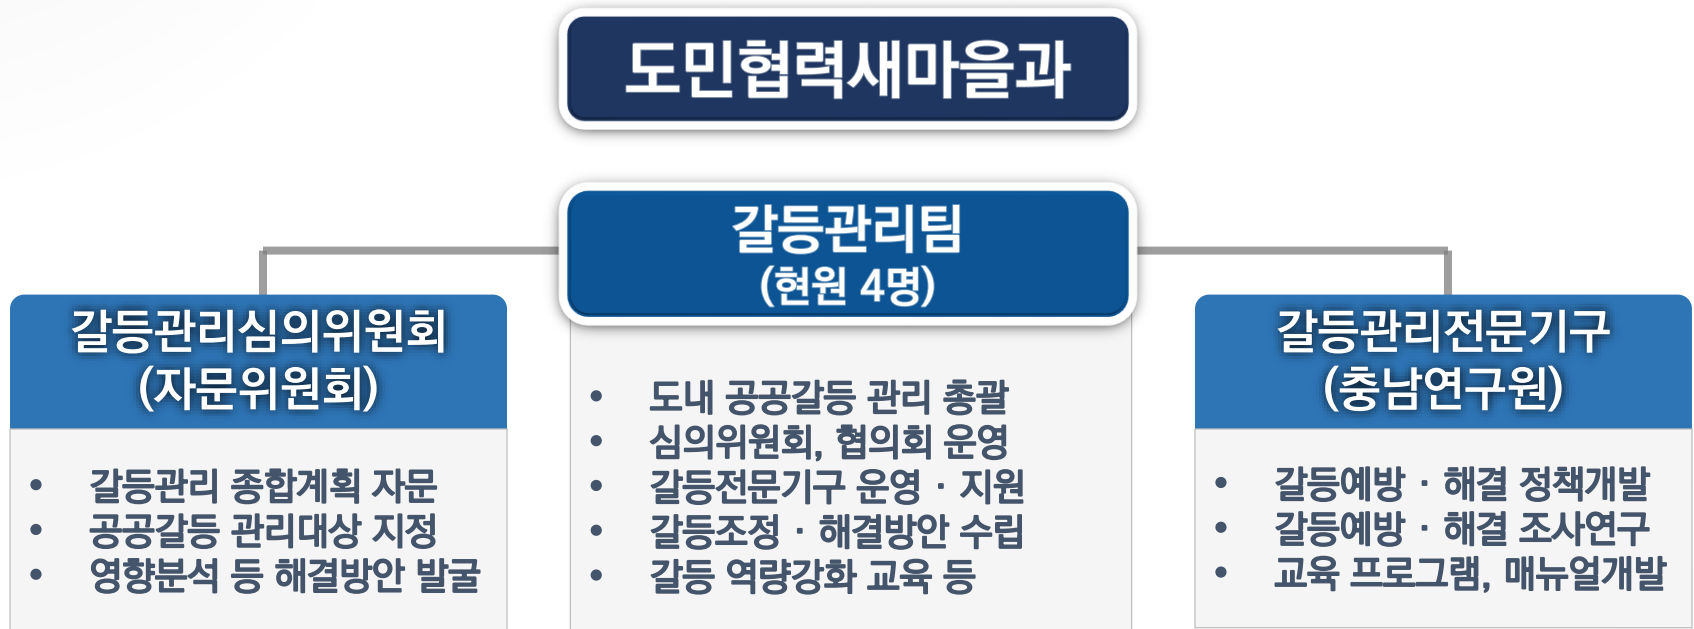 도민협력새마을과
갈등관리팀
(현원 4명)
갈등관리심의위원회
(자문위원회)
• 갈등관리 종합계획 자문
• 공공갈등 관리대상 지정
• 영향분석 등 해결방안 발굴
• 도내 공공갈등 관리 총괄
• 심의위원회, 협의회 운영
• 갈등전문기구 운영 · 지원
• 갈등조정 · 해결방안 수립
• 갈등 역량강화 교육 등
갈등관리전문기구
(충남연구원)
• 갈등예방 · 해결 정책개발
• 갈등예방 · 해결 조사연구
• 교육 프로그램, 매뉴얼개발